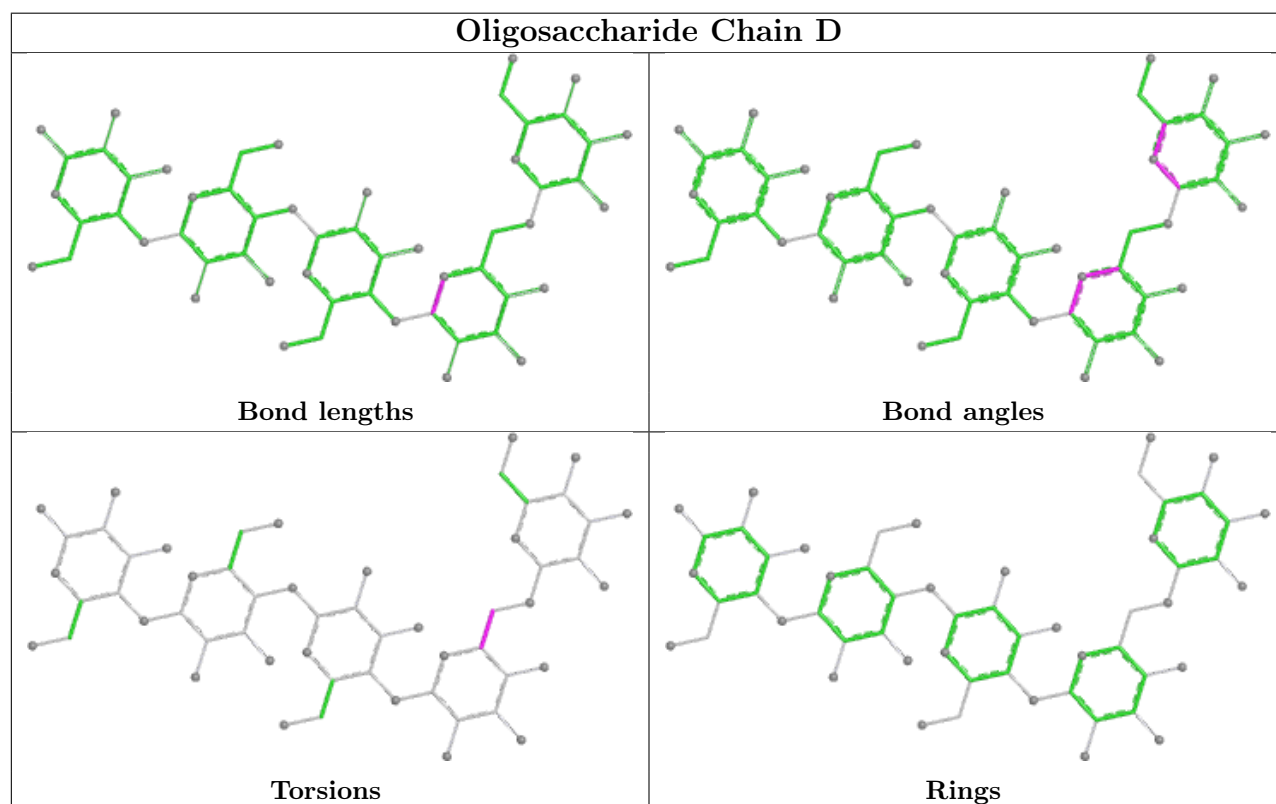 Oligosaccharide Chain D
Bond lengths
Bond angles
Torsions
Rings